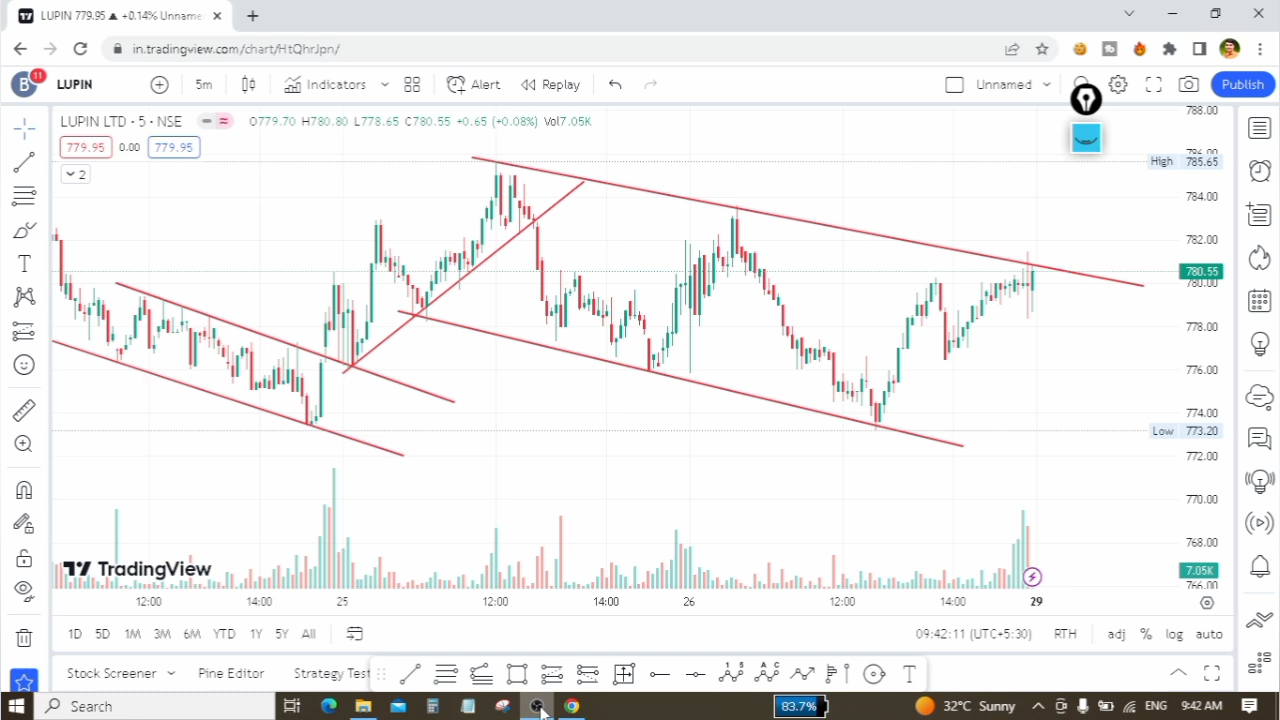 LUPIN 779.95 ▲ +0.14% Unname
in.tradingview.com/chart/HtQhrJpn/
B 11 LUPIN 5m Indicators Alert Replay Unnamed Publish
LUPIN LTD · 5 · NSE O779.70 H780.80 L778.65 C780.55 +0.65 (+0.08%) Vol7.05K
779.95 0.00 779.95
2
788.00
786.00
High 785.65
784.00
782.00
780.55
780.00
778.00
776.00
774.00
Low 773.20
772.00
770.00
768.00
7.05K
766.00
TradingView
12:00 14:00 25 12:00 14:00 26 12:00 14:00 29
1D 5D 1M 3M 6M YTD 1Y 5Y All 09:42:11 (UTC+5:30) RTH adj % log auto
Stock Screener Pine Editor Strategy Test
Search 83.7% 32°C Sunny ENG 9:42 AM